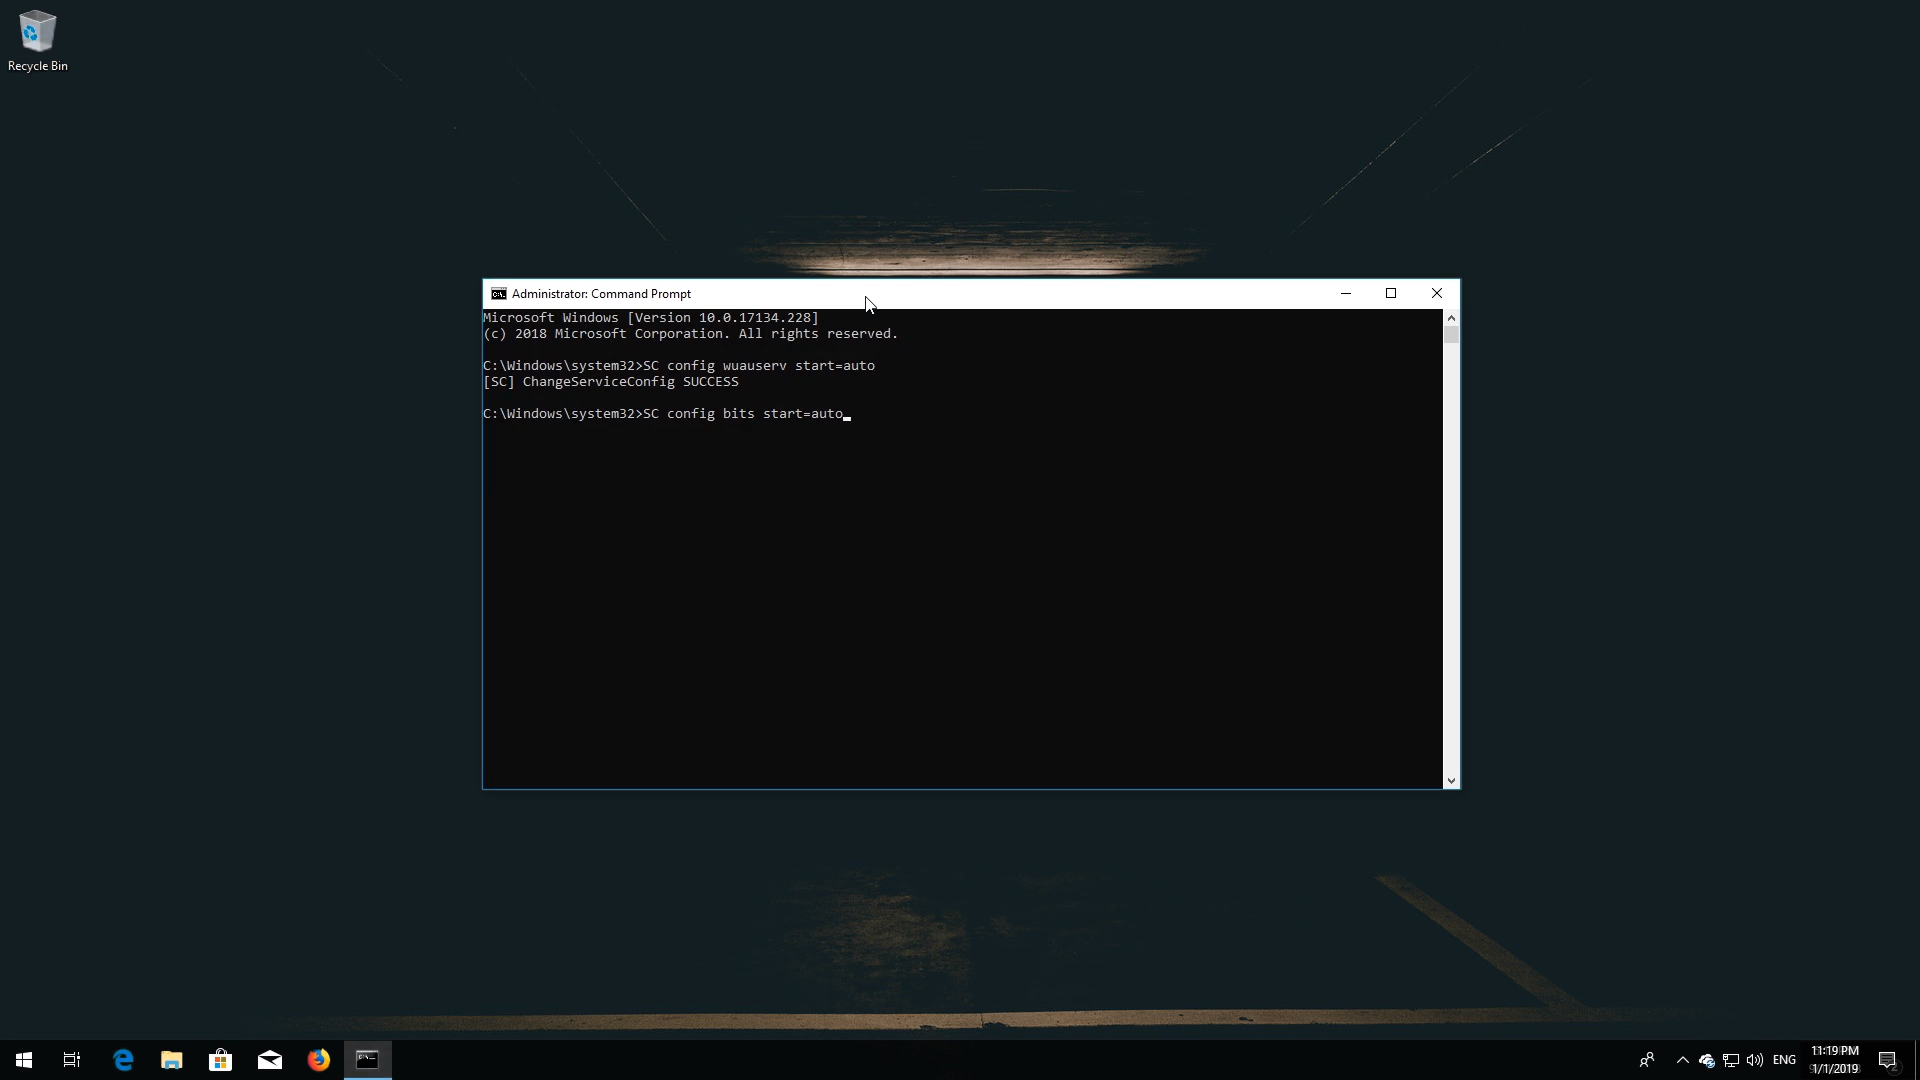 Recycle Bin
Administrator: Command Prompt
Microsoft Windows [Version 10.0.17134.228]
(c) 2018 Microsoft Corporation. All rights reserved.
C:\Windows\system32>SC config wuauserv start=auto
[SC] ChangeServiceConfig SUCCESS
C:\Windows\system32>SC config bits start=auto
ENG
11:19 PM
1/1/2019